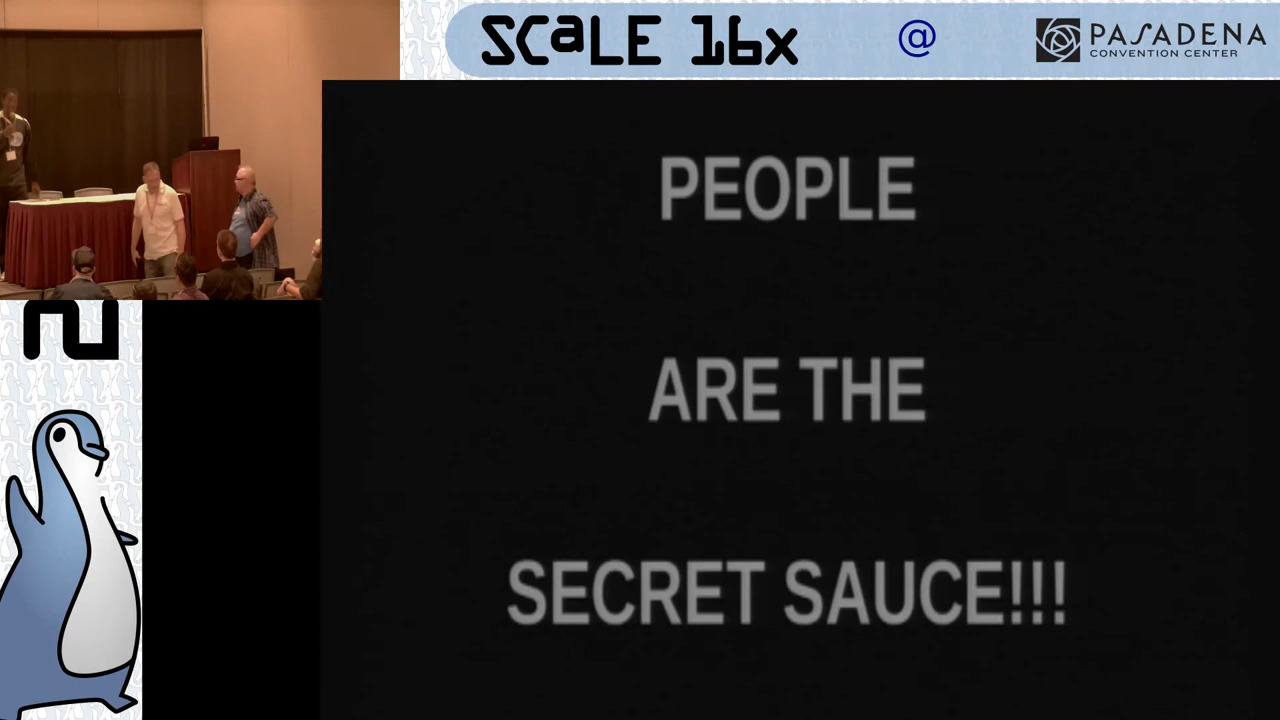 SCaLE 16x
@
PASADENA
CONVENTION CENTER
PEOPLE
ARE THE
SECRET SAUCE!!!